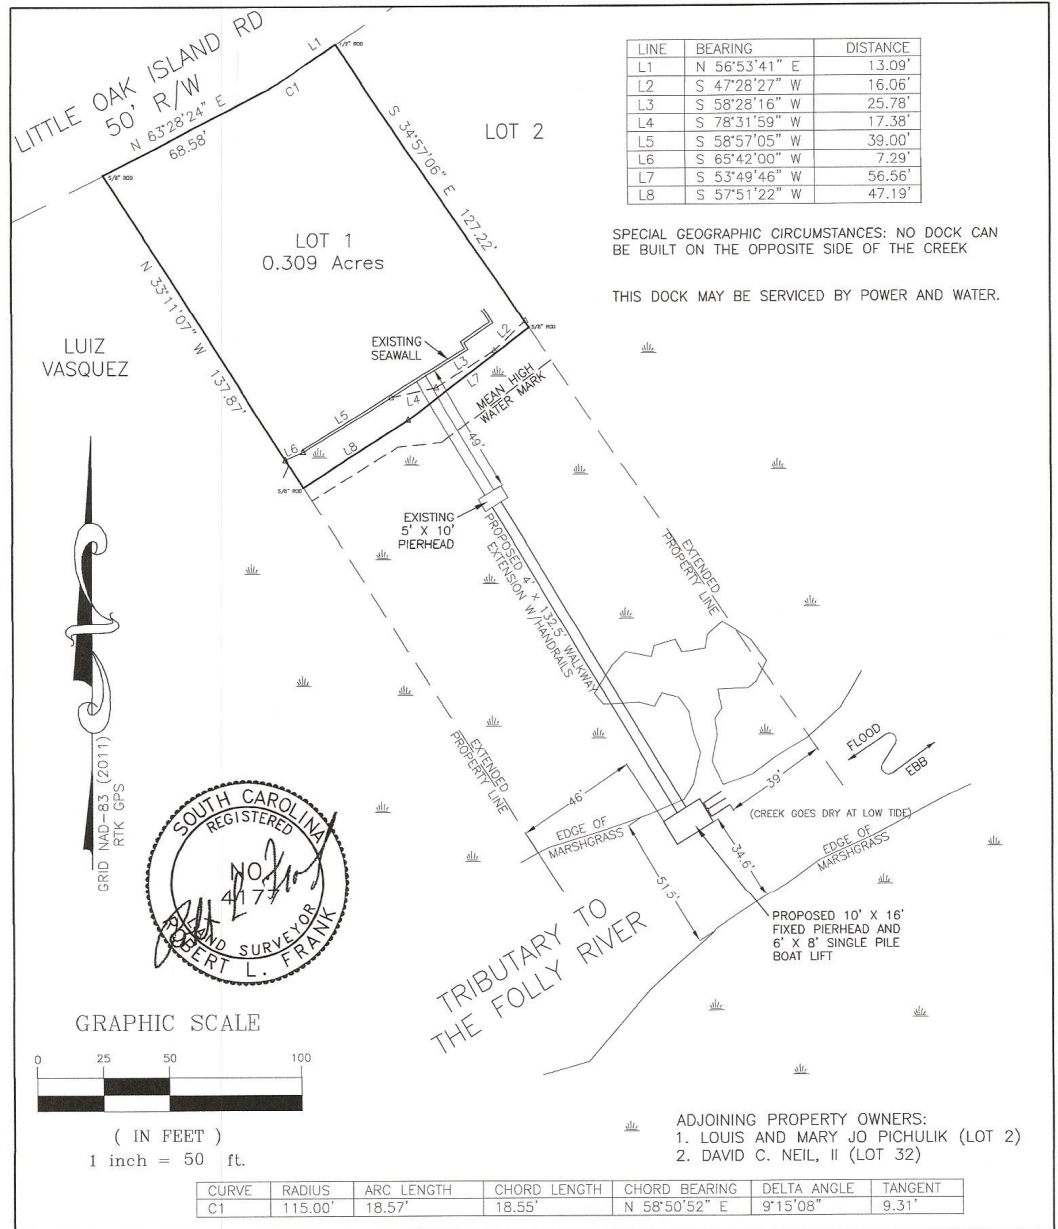 LITTLE OAK ISLAND RD
50' R/W
N 63°28'24" E
68.58'
C1
L1
1/2" ROD
5/8" ROD
S 34°57'06" E 127.22'
LOT 2
LOT 1
0.309 Acres
N 33°11'07" W 137.87'
LUIZ
VASQUEZ
EXISTING
SEAWALL
L2
L3
L7
L4
L5
L8
L6
5/8" ROD
5/8" ROD
MEAN HIGH
WATER MARK
49'
EXISTING
5' X 10'
PIERHEAD
PROPOSED 4' X 132.5' WALKWAY
EXTENSION W/HANDRAILS
EXTENDED
PROPERTY LINE
EXTENDED
PROPERTY LINE
LINE BEARING DISTANCE
L1 N 56°53'41" E 13.09'
L2 S 47°28'27" W 16.06'
L3 S 58°28'16" W 25.78'
L4 S 78°31'59" W 17.38'
L5 S 58°57'05" W 39.00'
L6 S 65°42'00" W 7.29'
L7 S 53°49'46" W 56.56'
L8 S 57°51'22" W 47.19'
SPECIAL GEOGRAPHIC CIRCUMSTANCES: NO DOCK CAN
BE BUILT ON THE OPPOSITE SIDE OF THE CREEK
THIS DOCK MAY BE SERVICED BY POWER AND WATER.
GRID NAD-83 (2011)
RTK GPS
FLOOD
EBB
46'
39'
(CREEK GOES DRY AT LOW TIDE)
EDGE OF
MARSHGRASS
EDGE OF
MARSHGRASS
34.6'
51.5'
PROPOSED 10' X 16'
FIXED PIERHEAD AND
6' X 8' SINGLE PILE
BOAT LIFT
TRIBUTARY TO
THE FOLLY RIVER
SOUTH CAROLINA
REGISTERED
NO.
4177
LAND SURVEYOR
ROBERT L. FRANK
GRAPHIC SCALE
0 25 50 100
( IN FEET )
1 inch = 50 ft.
ADJOINING PROPERTY OWNERS:
1. LOUIS AND MARY JO PICHULIK (LOT 2)
2. DAVID C. NEIL, II (LOT 32)
CURVE RADIUS ARC LENGTH CHORD LENGTH CHORD BEARING DELTA ANGLE TANGENT
C1 115.00' 18.57' 18.55' N 58°50'52" E 9°15'08" 9.31'